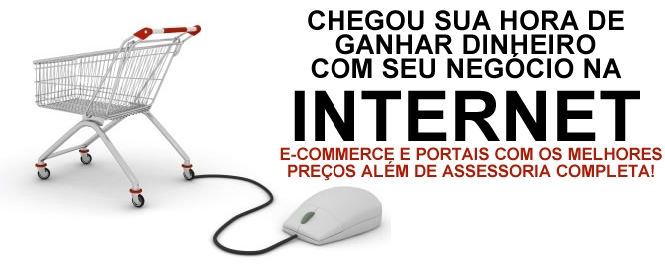 CHEGOU SUA HORA DE
GANHAR DINHEIRO
COM SEU NEGÓCIO NA
INTERNET
E-COMMERCE E PORTAIS COM OS MELHORES
PREÇOS ALÉM DE ASSESSORIA COMPLETA!